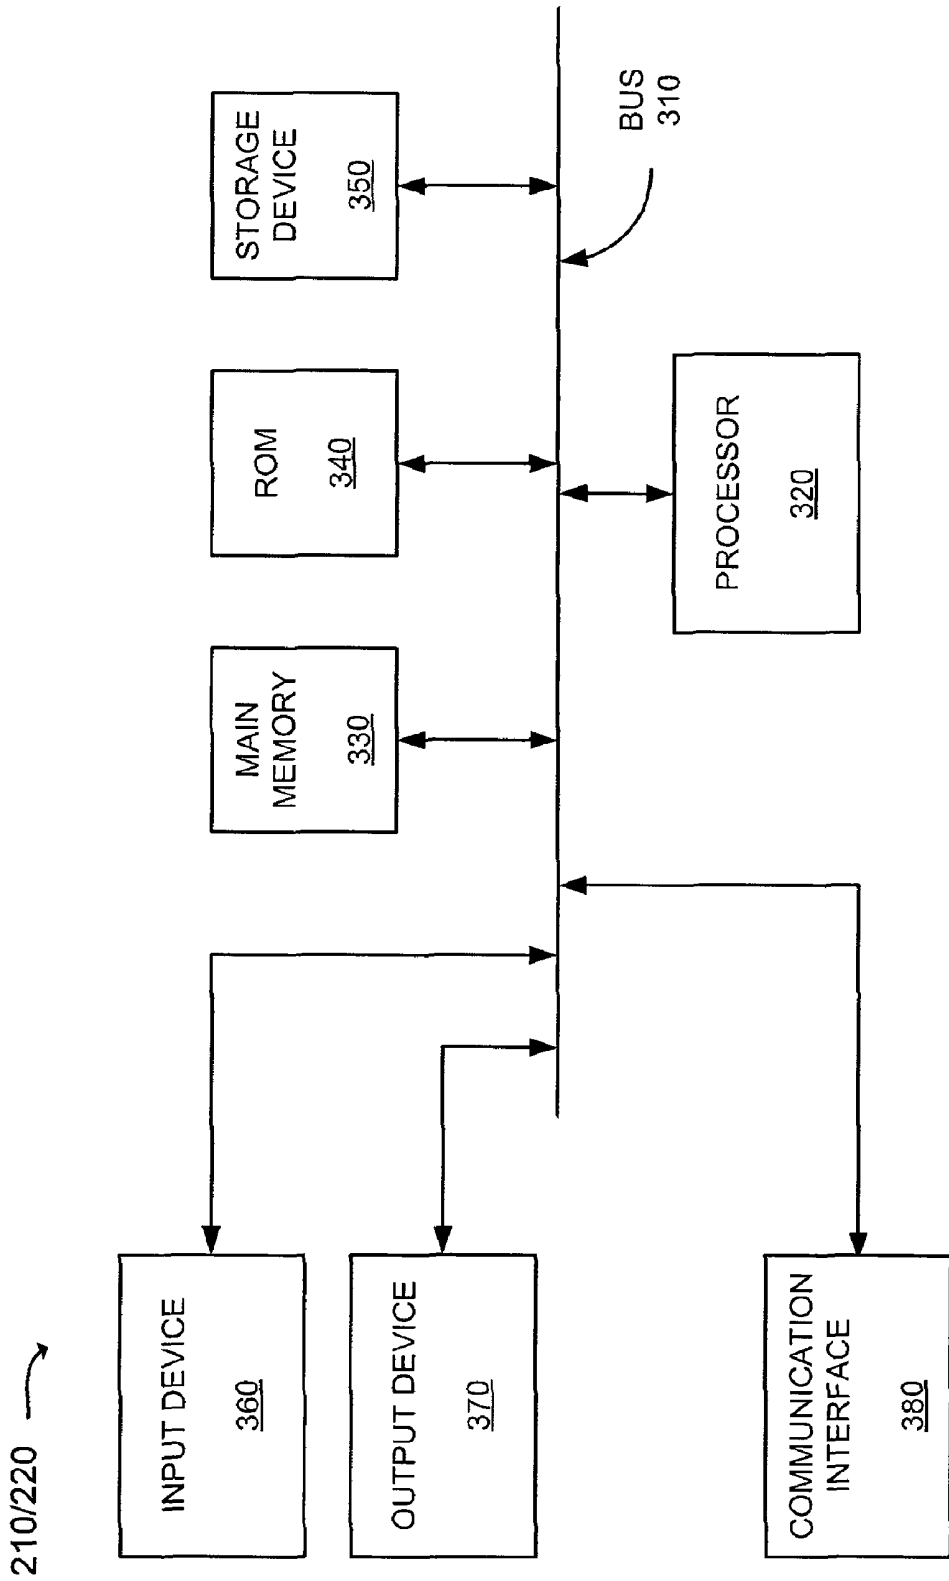 210/220
INPUT DEVICE
360
OUTPUT DEVICE
370
COMMUNICATION
INTERFACE
380
MAIN
MEMORY
330
ROM
340
STORAGE
DEVICE
350
PROCESSOR
320
BUS
310